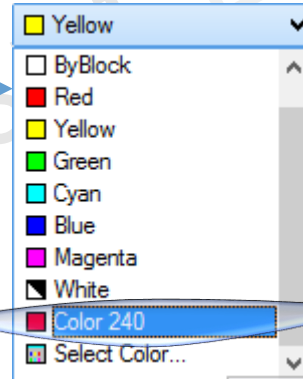 Yellow
ByBlock
Red
Yellow
Green
Cyan
Blue
Magenta
White
Color 240
Select Color...